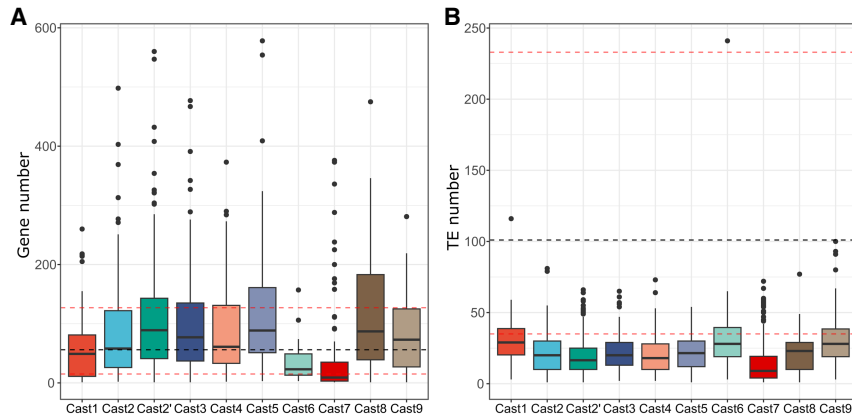 A
Gene number
600
400
200
0
Cast1 Cast2 Cast2' Cast3 Cast4 Cast5 Cast6 Cast7 Cast8 Cast9
B
TE number
250
200
150
100
50
0
Cast1 Cast2 Cast2' Cast3 Cast4 Cast5 Cast6 Cast7 Cast8 Cast9